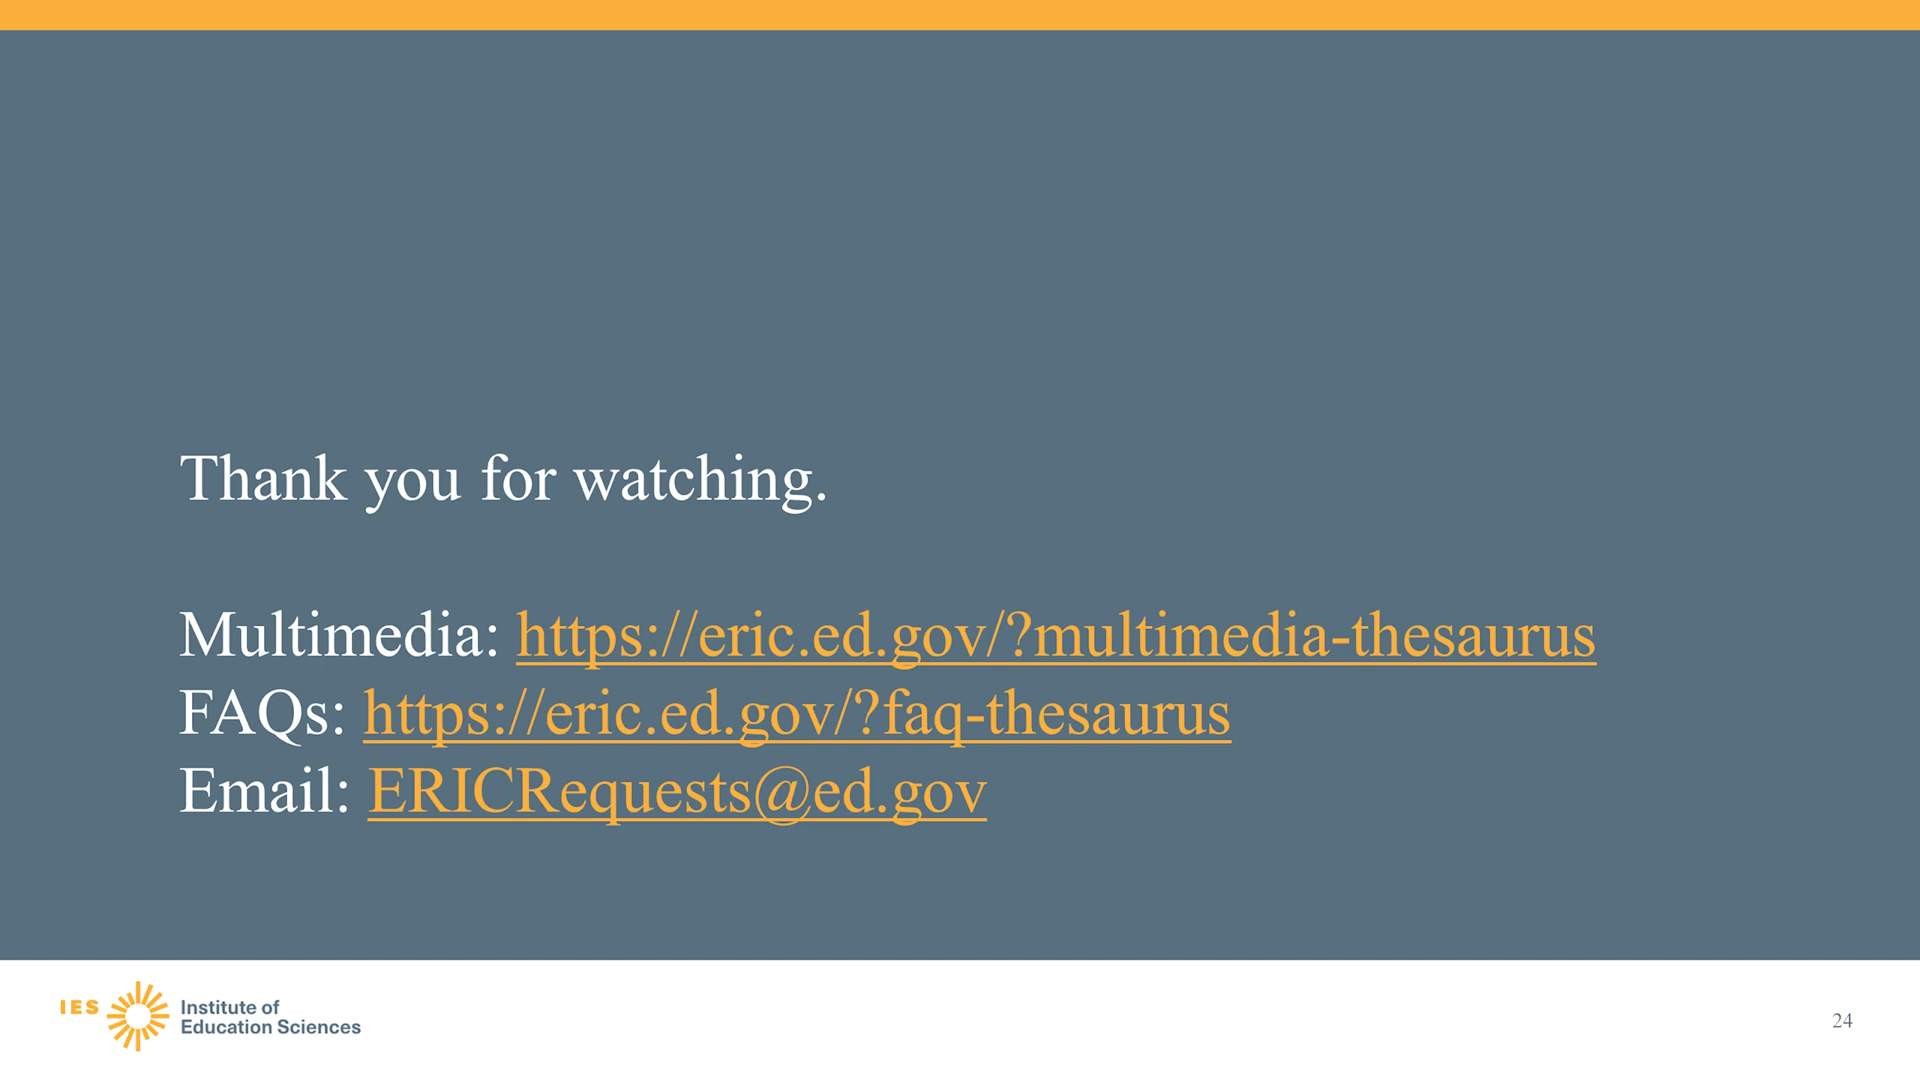 Thank you for watching.
Multimedia: https://eric.ed.gov/?multimedia-thesaurus
FAQs: https://eric.ed.gov/?faq-thesaurus
Email: ERICRequests@ed.gov
IES
Institute of
Education Sciences
24